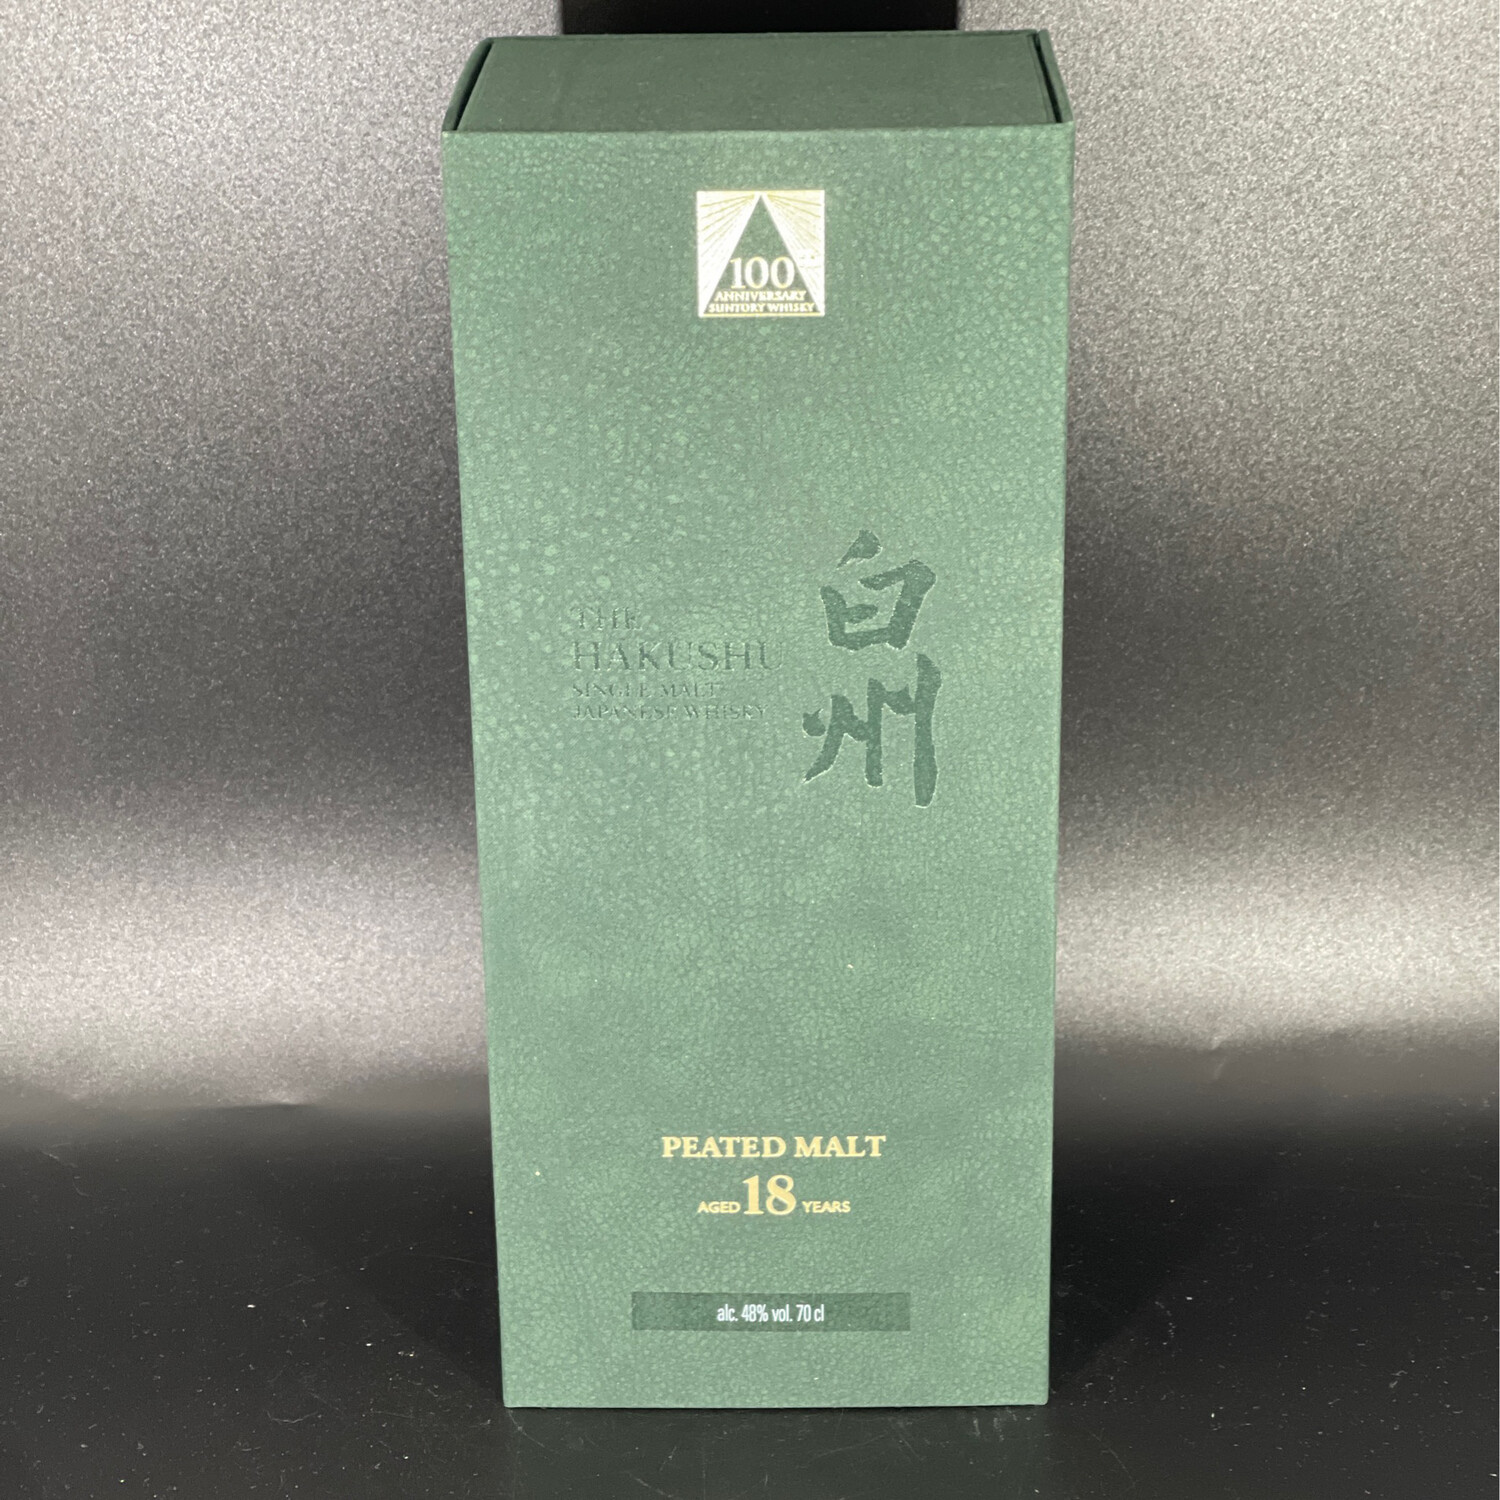 100TH
ANNIVERSARY
SUNTORY WHISKY
THE
HAKUSHU
SINGLE MALT
JAPANESE WHISKY
白州
PEATED MALT
AGED 18 YEARS
alc. 48% vol. 70 cl